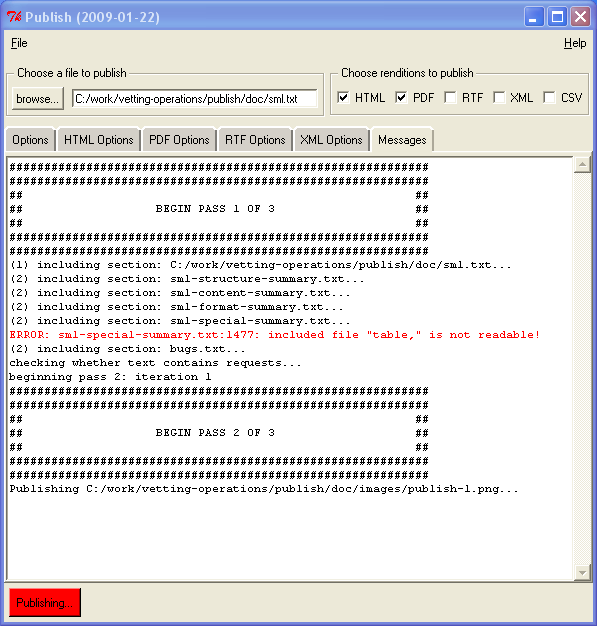 Publish (2009-01-22)
File Help
Choose a file to publish Choose renditions to publish
browse... C:/work/vetting-operations/publish/doc/sml.txt HTML PDF RTF XML CSV
Options HTML Options PDF Options RTF Options XML Options Messages
############################################################
############################################################
## ##
## BEGIN PASS 1 OF 3 ##
## ##
############################################################
############################################################
(1) including section: C:/work/vetting-operations/publish/doc/sml.txt...
(2) including section: sml-structure-summary.txt...
(2) including section: sml-content-summary.txt...
(2) including section: sml-format-summary.txt...
(2) including section: sml-special-summary.txt...
ERROR: sml-special-summary.txt:1477: included file "table," is not readable!
(2) including section: bugs.txt...
checking whether text contains requests...
beginning pass 2: iteration 1
############################################################
############################################################
## ##
## BEGIN PASS 2 OF 3 ##
## ##
############################################################
############################################################
Publishing C:/work/vetting-operations/publish/doc/images/publish-1.png...
Publishing...